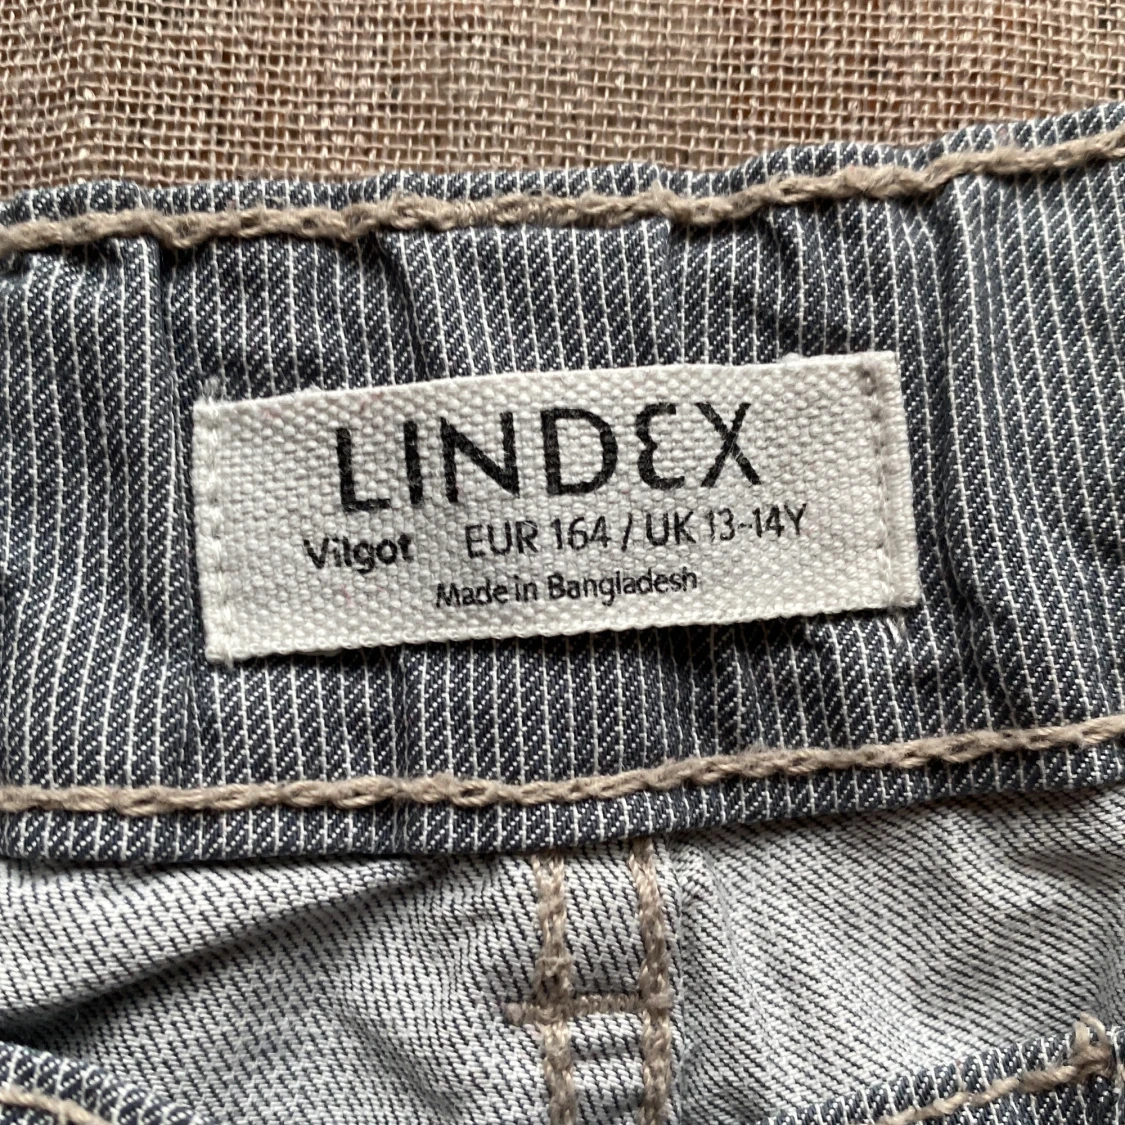 LINDEX
Vilgot EUR 164 / UK 13-14Y
Made in Bangladesh